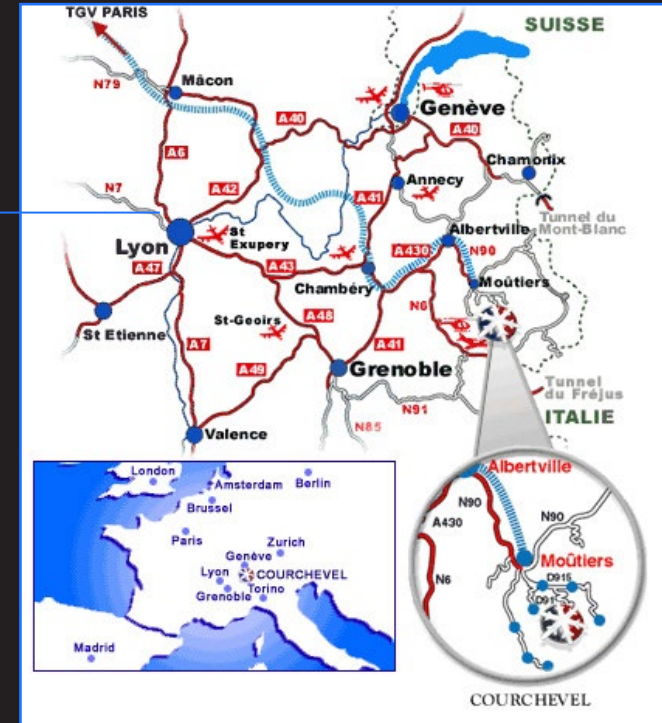 TGV PARIS
SUISSE
N79
Mâcon
A40
Genève
A40
A6
N7
A42
Chamonix
Annecy
A41
Tunnel du
Mont-Blanc
St
Exupery
Albertville
Lyon
A430
N90
A47
A43
Chambéry
Moûtiers
N6
St-Geoirs
A48
St Etienne
A7
A41
A49
Grenoble
Tunnel
du Fréjus
N91
ITALIE
N85
Valence
Albertville
London
Amsterdam
Berlin
Brussel
N90
N90
A430
Paris
Zurich
Genève
Moûtiers
Lyon
COURCHEVEL
D915
N6
Grenoble
Torino
D91
Madrid
COURCHEVEL